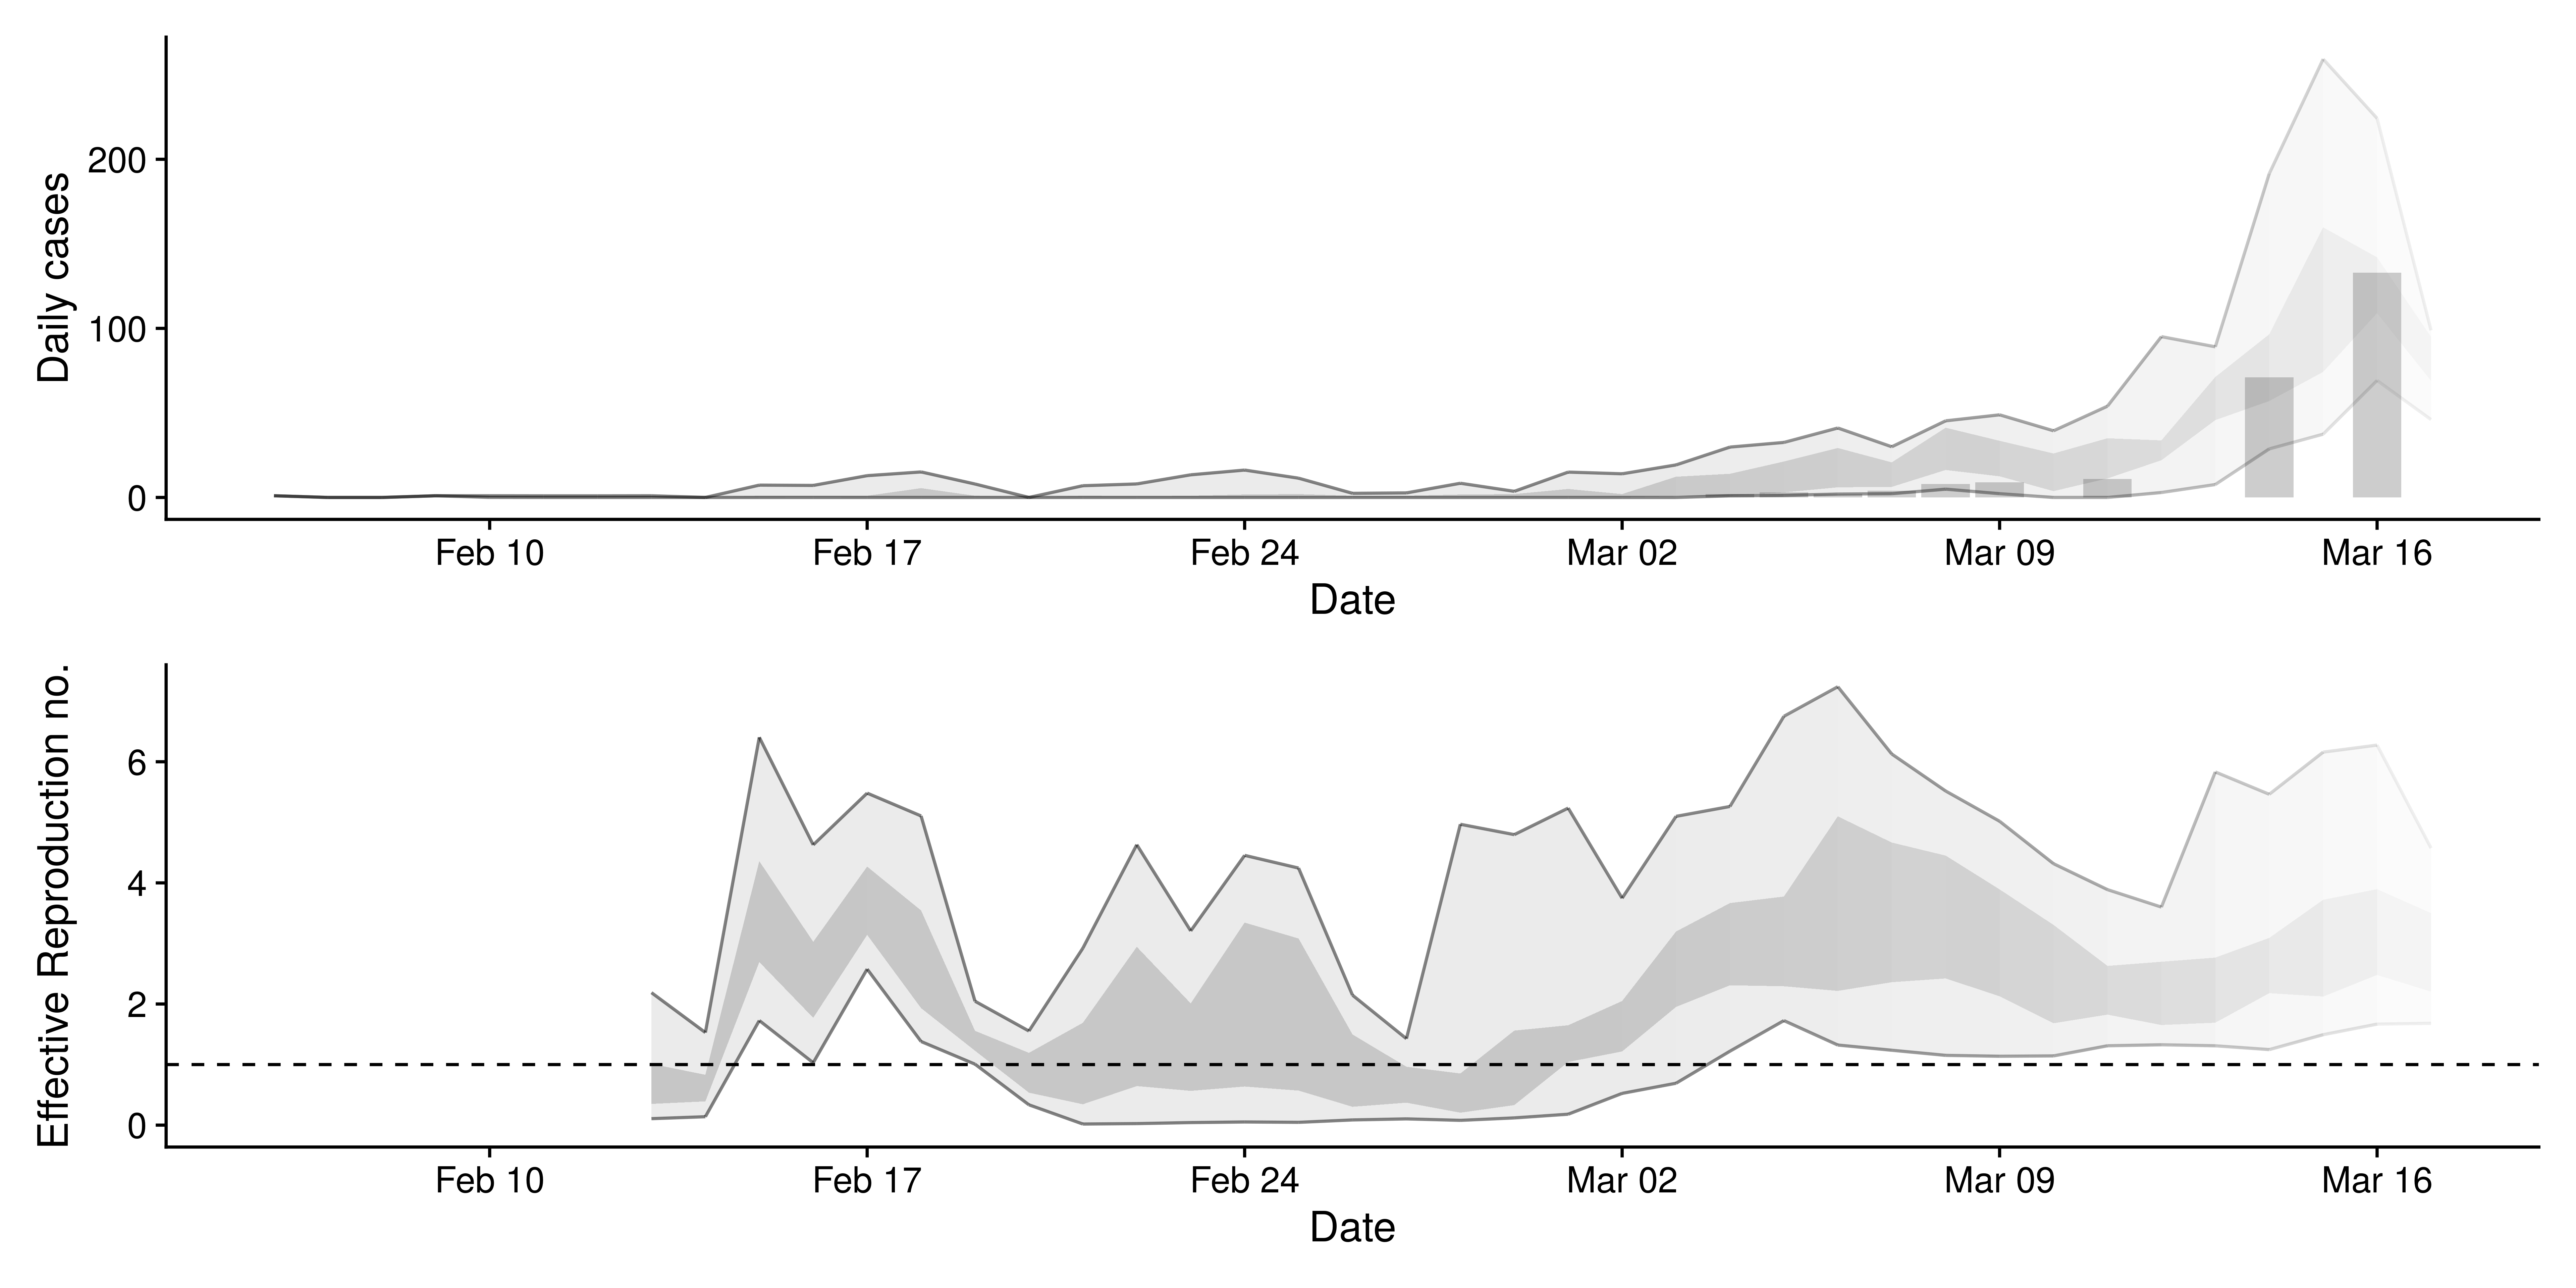 Daily cases
200
100
0
Feb 10 Feb 17 Feb 24 Mar 02 Mar 09 Mar 16
Date
Effective Reproduction no.
6
4
2
0
Feb 10 Feb 17 Feb 24 Mar 02 Mar 09 Mar 16
Date